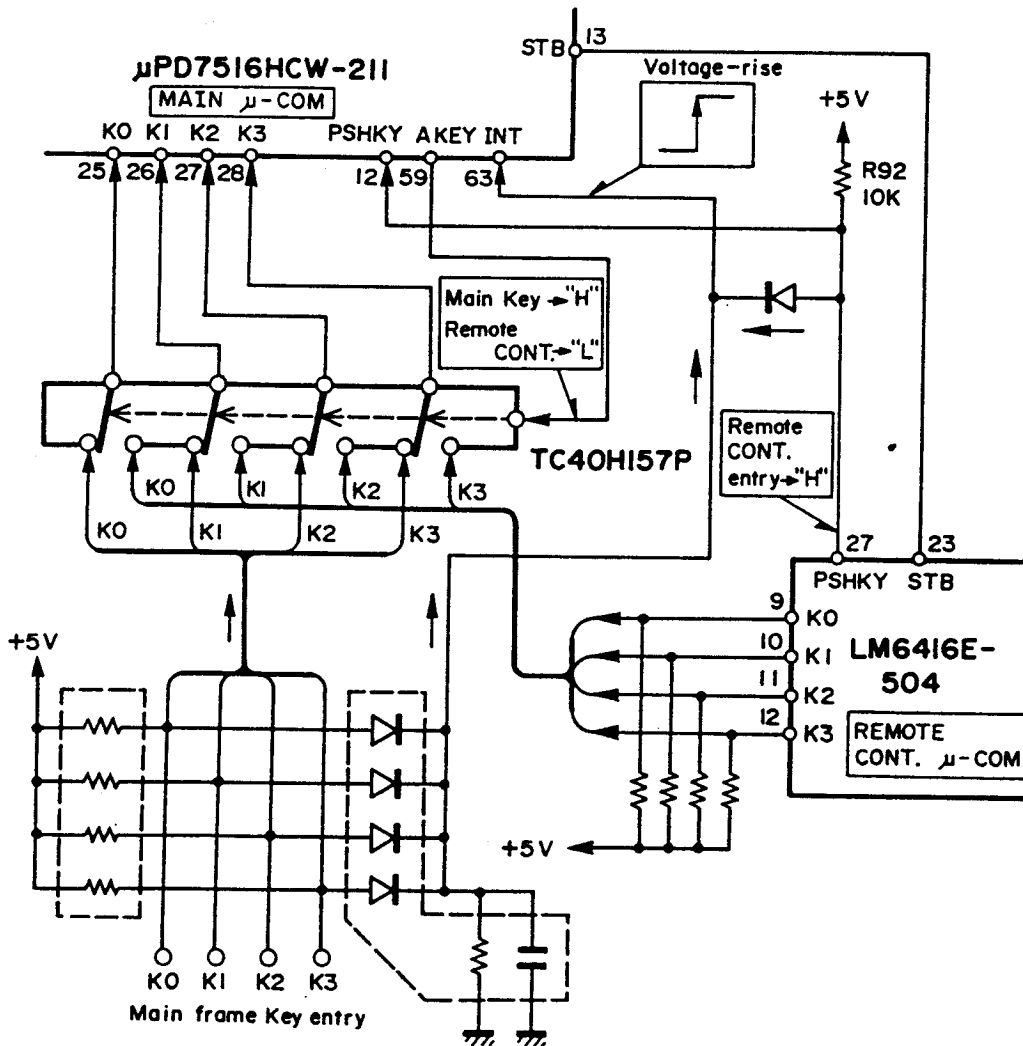 STB 13
μPD7516HCW-211
MAIN μ-COM
Voltage-rise
+5V
K0 K1 K2 K3 PSHKY AKEY INT
25 26 27 28 12 59 63
R92
10K
Main Key→"H"
Remote
CONT.→"L"
TC40H157P
Remote
CONT.
entry→"H"
K0 K1 K2 K3
K0 K1 K2 K3
27 23
PSHKY STB
9 K0
10 K1
11 K2
12 K3
LM6416E-
504
REMOTE
CONT. μ-COM
+5V
+5V
K0 K1 K2 K3
Main frame Key entry